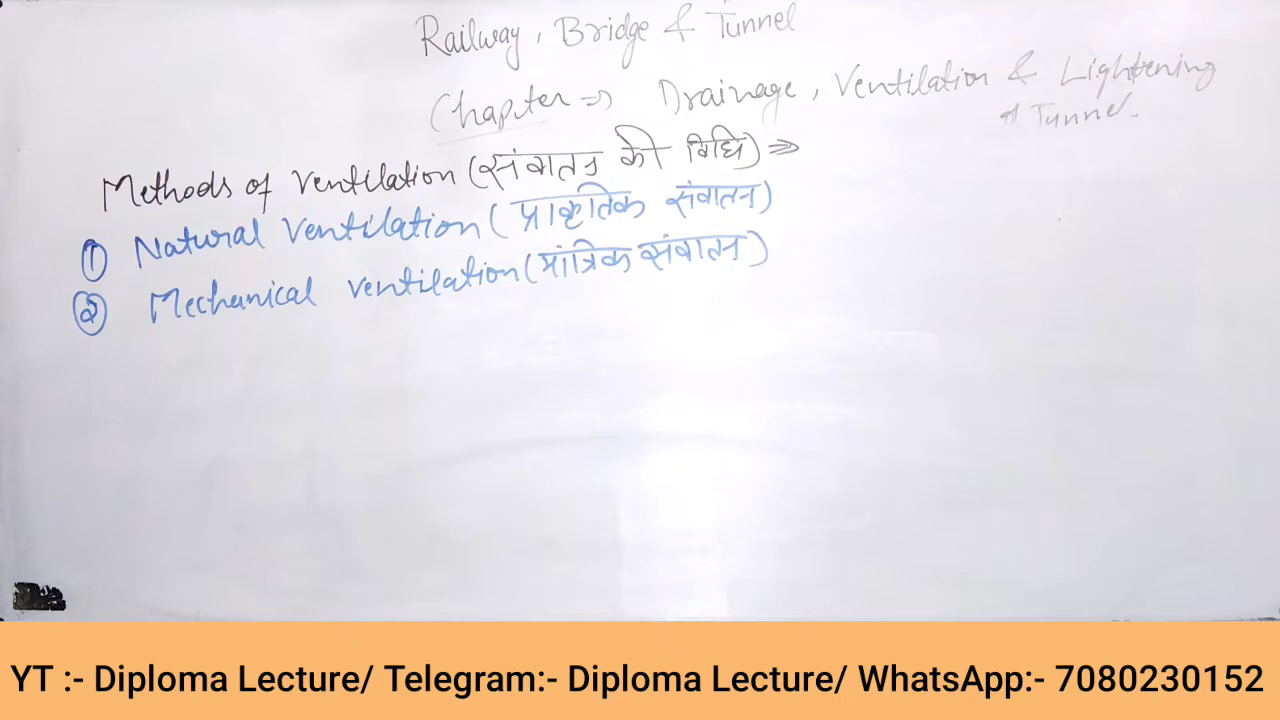 Railway, Bridge & Tunnel
Chapter => Drainage, Ventilation & Lightening
of Tunnel.
Methods of Ventilation (संवातन की विधि) =>
① Natural Ventilation (प्राकृतिक संवातन)
② Mechanical Ventilation (यांत्रिक संवातन)
YT :- Diploma Lecture/ Telegram:- Diploma Lecture/ WhatsApp:- 7080230152